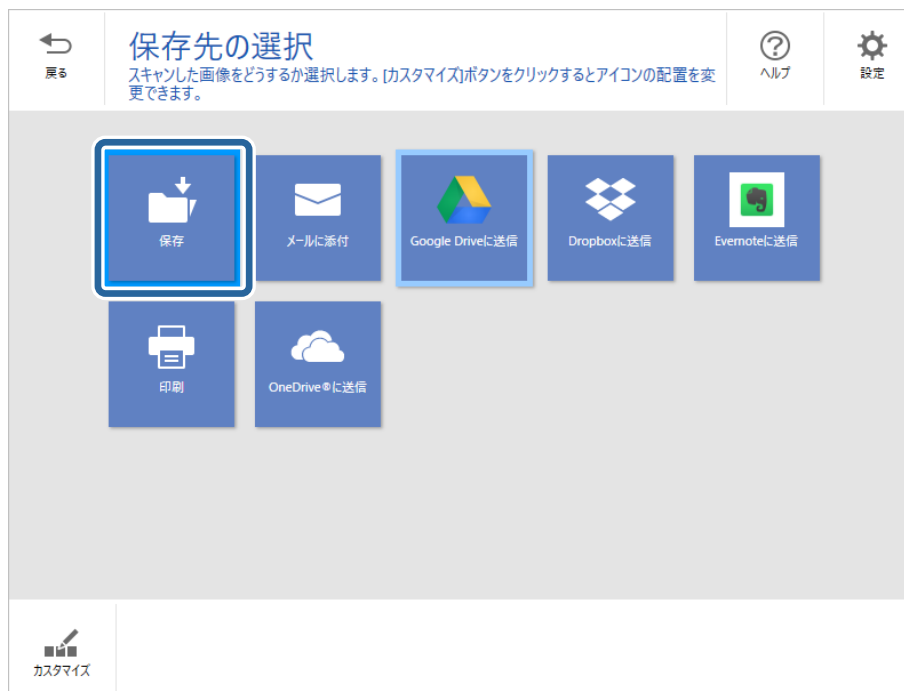 保存先の選択
戻る
スキャンした画像をどうするか選択します。[カスタマイズ]ボタンをクリックするとアイコンの配置を変
更できます。
ヘルプ
設定
保存
メールに添付
Google Driveに送信
Dropboxに送信
Evernoteに送信
印刷
OneDrive®に送信
カスタマイズ